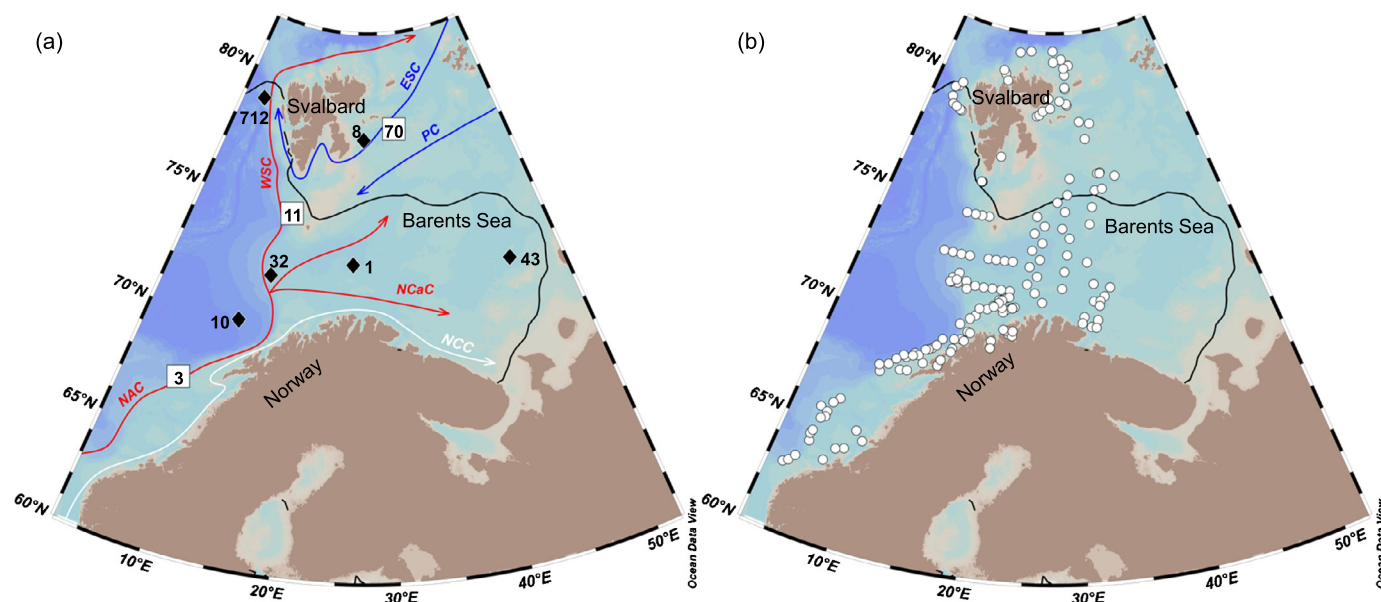 (a)
80°N
75°N
70°N
65°N
60°N
10°E
20°E
30°E
40°E
50°E
Svalbard
712
8
70
ESC
PC
WSC
11
Barents Sea
32
1
43
NCaC
10
NCC
3
NAC
Norway
Ocean Data View
(b)
80°N
75°N
70°N
65°N
60°N
10°E
20°E
30°E
40°E
50°E
Svalbard
Barents Sea
Norway
Ocean Data View